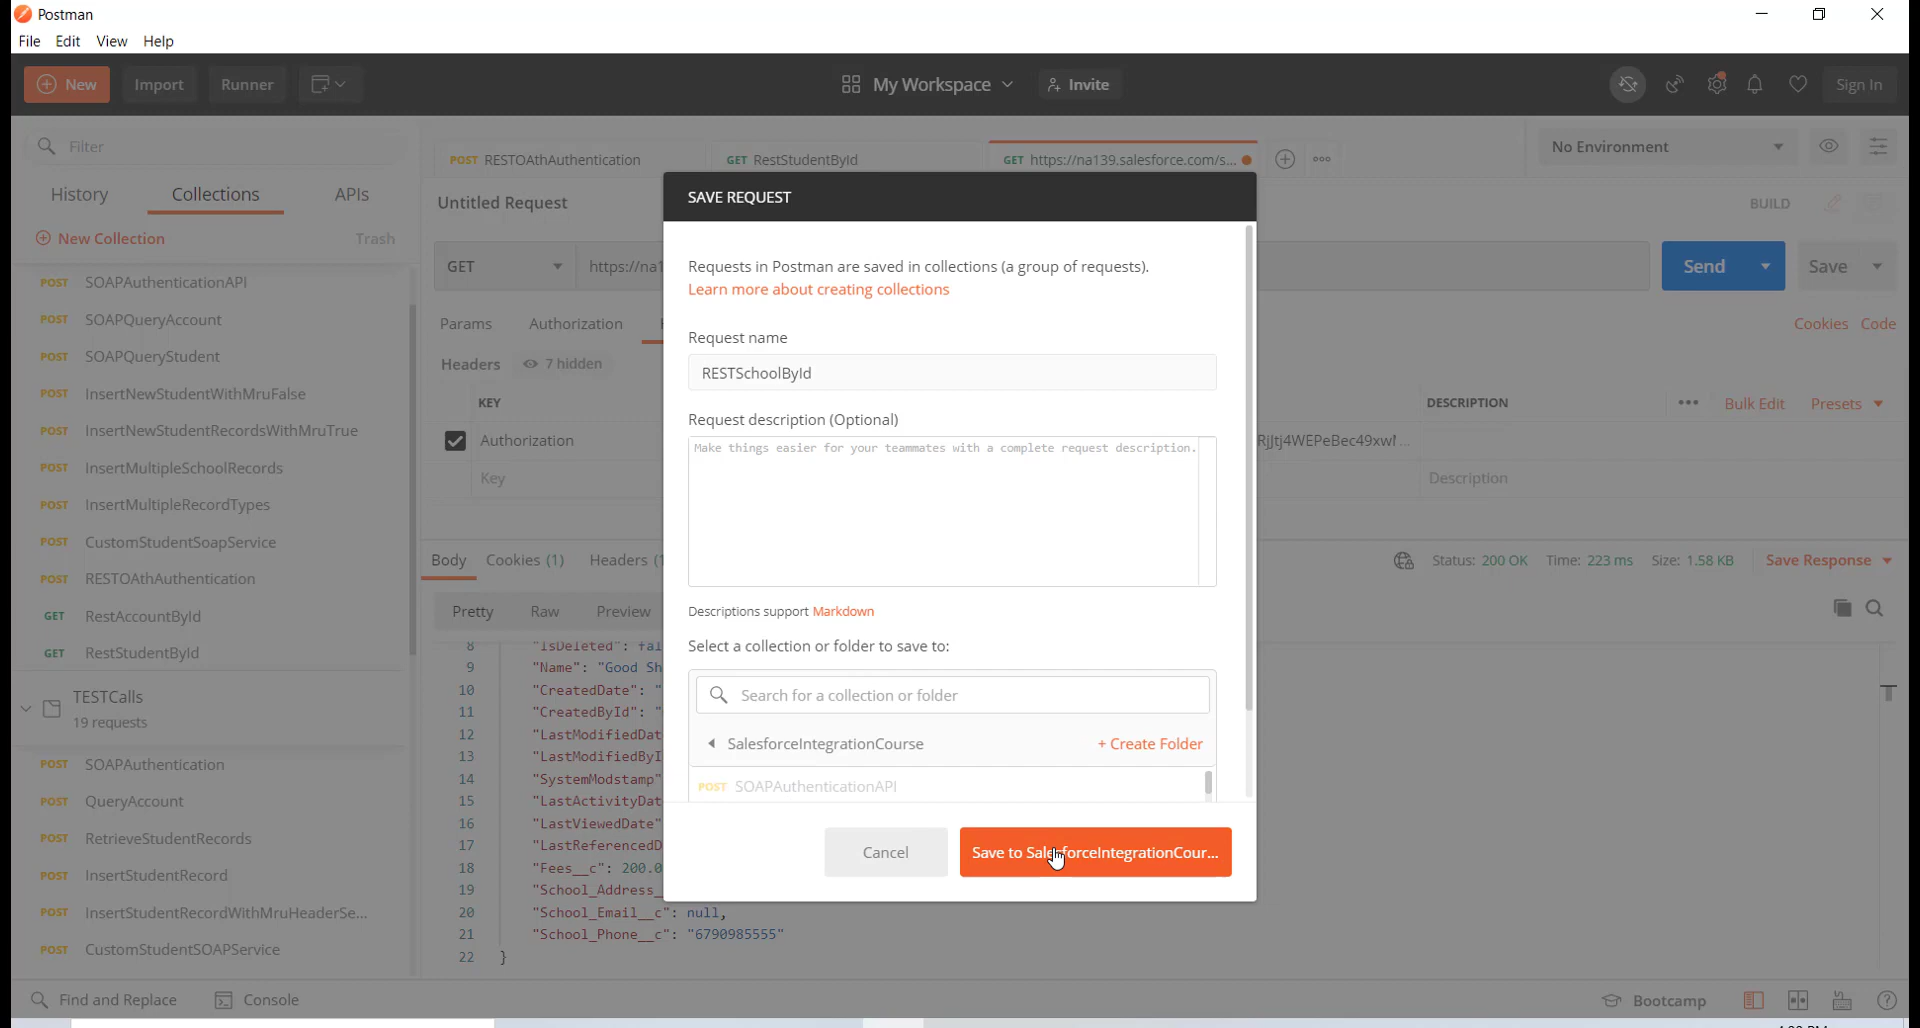 Postman
File Edit View Help
New Import Runner My Workspace Invite Sign In
Filter
History Collections APIs
New Collection Trash
POST SOAPAuthenticationAPI
POST SOAPQueryAccount
POST SOAPQueryStudent
POST InsertNewStudentWithMruFalse
POST InsertNewStudentRecordsWithMruTrue
POST InsertMultipleSchoolRecords
POST InsertMultipleRecordTypes
POST CustomStudentSoapService
POST RESTOAthAuthentication
GET RestAccountById
GET RestStudentById
TESTCalls
19 requests
POST SOAPAuthentication
POST QueryAccount
POST RetrieveStudentRecords
POST InsertStudentRecord
POST InsertStudentRecordWithMruHeaderSe...
POST CustomStudentSOAPService
POST RESTOAthAuthentication GET RestStudentById GET https://na139.salesforce.com/s...
No Environment
Untitled Request BUILD
GET https://na1 Send Save
Params Authorization Cookies Code
Headers 7 hidden
KEY DESCRIPTION ••• Bulk Edit Presets
Authorization RjJtj4WEPeBec49xwl...
Key Description
Body Cookies (1) Headers (1 Status: 200 OK Time: 223 ms Size: 1.58 KB Save Response
Pretty Raw Preview
8 "IsDeleted": fal
9 "Name": "Good Sh
10 "CreatedDate": "
11 "CreatedById": "
12 "LastModifiedDat
13 "LastModifiedByI
14 "SystemModstamp"
15 "LastActivityDat
16 "LastViewedDate"
17 "LastReferencedD
18 "Fees__c": 200.0
19 "School_Address_
20 "School_Email__c": null,
21 "School_Phone__c": "6790985555"
22 }
SAVE REQUEST
Requests in Postman are saved in collections (a group of requests).
Learn more about creating collections
Request name
RESTSchoolById
Request description (Optional)
Make things easier for your teammates with a complete request description.
Descriptions support Markdown
Select a collection or folder to save to:
Search for a collection or folder
SalesforceIntegrationCourse + Create Folder
POST SOAPAuthenticationAPI
Cancel Save to SalesforceIntegrationCour...
Find and Replace Console Bootcamp